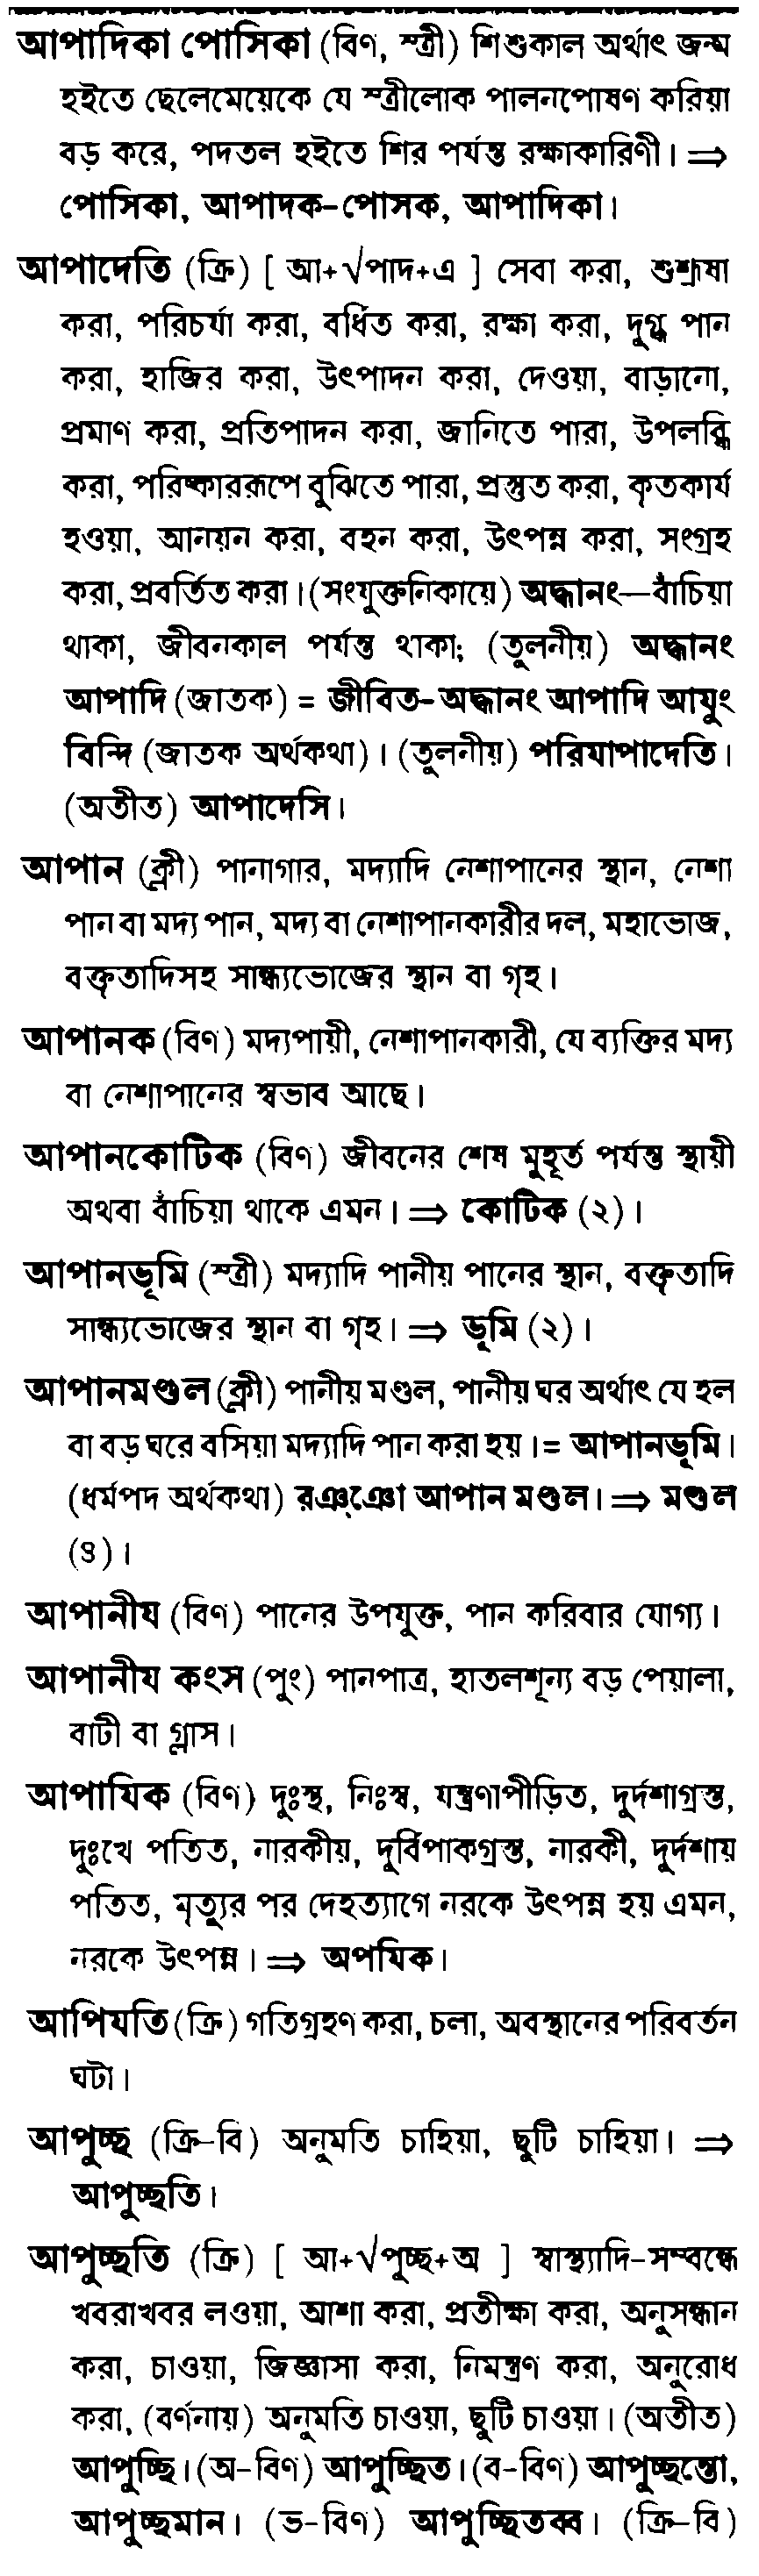 আপাদিকা পোসিকা (বিণ, স্ত্রী) শিশুকাল অর্থাৎ জন্ম
হইতে ছেলেমেয়েকে যে স্ত্রীলোক পালনপোষণ করিয়া
বড় করে, পদতল হইতে শির পর্যন্ত রক্ষাকারিণী। ⇒
পোসিকা, আপাদক-পোসক, আপাদিকা।
আপাদেতি (ক্রি) [ আ+√পাদ+এ ] সেবা করা, শুশ্রূষা
করা, পরিচর্যা করা, বর্ধিত করা, রক্ষা করা, দুগ্ধ পান
করা, হাজির করা, উৎপাদন করা, দেওয়া, বাড়ানো,
প্রমাণ করা, প্রতিপাদন করা, জানিতে পারা, উপলব্ধি
করা, পরিষ্কাররূপে বুঝিতে পারা, প্রস্তুত করা, কৃতকার্য
হওয়া, আনয়ন করা, বহন করা, উৎপন্ন করা, সংগ্রহ
করা, প্রবর্তিত করা। (সংযুক্তনিকায়ে) অদ্ধানং—বাঁচিয়া
থাকা, জীবনকাল পর্যন্ত থাকা; (তুলনীয়) অদ্ধানং
আপাদি (জাতক) = জীবিত-অদ্ধানং আপাদি আযুং
বিন্দি (জাতক অর্থকথা)। (তুলনীয়) পরিযাপাদেতি।
(অতীত) আপাদেসি।
আপান (ক্লী) পানাগার, মদ্যাদি নেশাপানের স্থান, নেশা
পান বা মদ্য পান, মদ্য বা নেশাপানকারীর দল, মহাভোজ,
বক্তৃতাদিসহ সান্ধ্যভোজের স্থান বা গৃহ।
আপানক (বিণ) মদ্যপায়ী, নেশাপানকারী, যে ব্যক্তির মদ্য
বা নেশাপানের স্বভাব আছে।
আপানকোটিক (বিণ) জীবনের শেষ মুহূর্ত পর্যন্ত স্থায়ী
অথবা বাঁচিয়া থাকে এমন। ⇒ কোটিক (২)।
আপানভূমি (স্ত্রী) মদ্যাদি পানীয় পানের স্থান, বক্তৃতাদি
সান্ধ্যভোজের স্থান বা গৃহ। ⇒ ভূমি (২)।
আপানমণ্ডল (ক্লী) পানীয় মণ্ডল, পানীয় ঘর অর্থাৎ যে হল
বা বড় ঘরে বসিয়া মদ্যাদি পান করা হয়। = আপানভূমি।
(ধর্মপদ অর্থকথা) রঞ্ঞো আপান মণ্ডল। ⇒ মণ্ডল
(৪)।
আপানীয (বিণ) পানের উপযুক্ত, পান করিবার যোগ্য।
আপানীয কংস (পুং) পানপাত্র, হাতলশূন্য বড় পেয়ালা,
বাটী বা গ্লাস।
আপাযিক (বিণ) দুঃস্থ, নিঃস্ব, যন্ত্রণাপীড়িত, দুর্দশাগ্রস্ত,
দুঃখে পতিত, নারকীয়, দুর্বিপাকগ্রস্ত, নারকী, দুর্দশায়
পতিত, মৃত্যুর পর দেহত্যাগে নরকে উৎপন্ন হয় এমন,
নরকে উৎপন্ন। ⇒ অপযিক।
আপিযতি (ক্রি) গতিগ্রহণ করা, চলা, অবস্থানের পরিবর্তন
ঘটা।
আপুচ্ছ (ক্রি-বি) অনুমতি চাহিয়া, ছুটি চাহিয়া। ⇒
আপুচ্ছতি।
আপুচ্ছতি (ক্রি) [ আ+√পুচ্ছ+অ ] স্বাস্থ্যাদি-সম্বন্ধে
খবরাখবর লওয়া, আশা করা, প্রতীক্ষা করা, অনুসন্ধান
করা, চাওয়া, জিজ্ঞাসা করা, নিমন্ত্রণ করা, অনুরোধ
করা, (বর্ণনায়) অনুমতি চাওয়া, ছুটি চাওয়া। (অতীত)
আপুচ্ছি। (অ-বিণ) আপুচ্ছিত। (ব-বিণ) আপুচ্ছন্তো,
আপুচ্ছমান। (ভ-বিণ) আপুচ্ছিতব্ব। (ক্রি-বি)